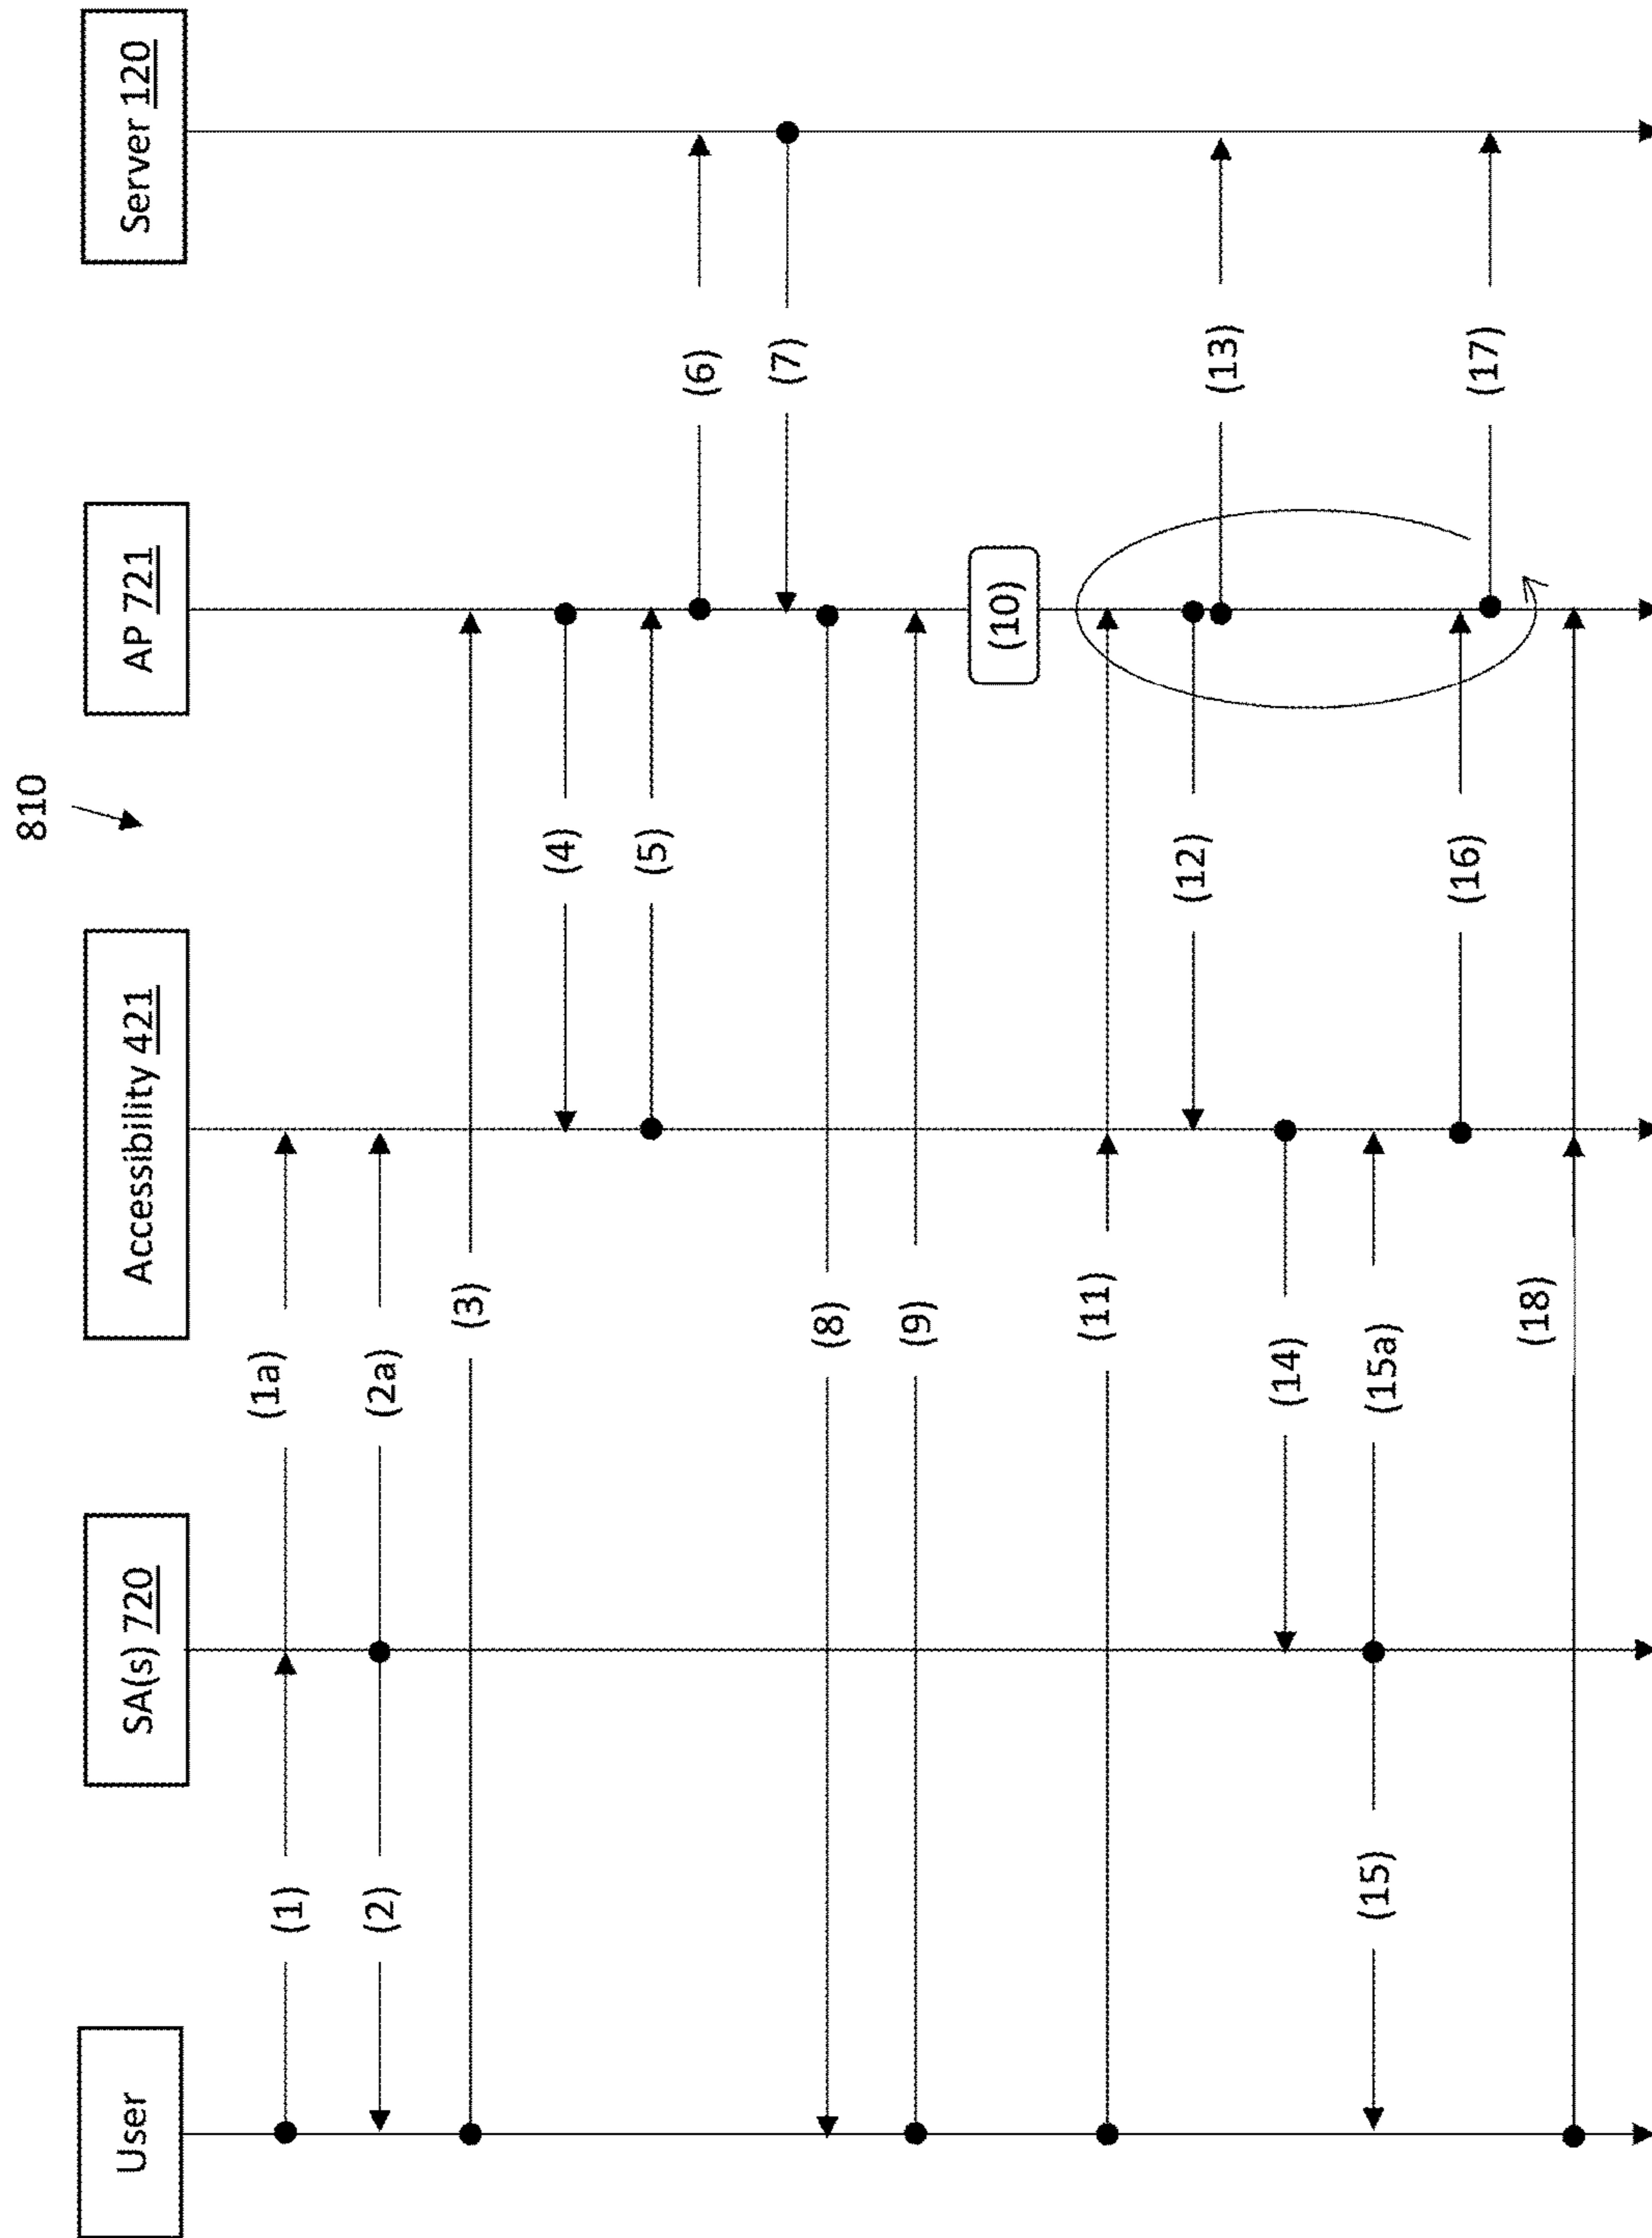 810
User
SA(s) 720
Accessibility 421
AP 721
Server 120
(1)
(1a)
(2)
(2a)
(3)
(4)
(5)
(6)
(7)
(8)
(9)
(10)
(11)
(12)
(13)
(14)
(15)
(15a)
(16)
(17)
(18)